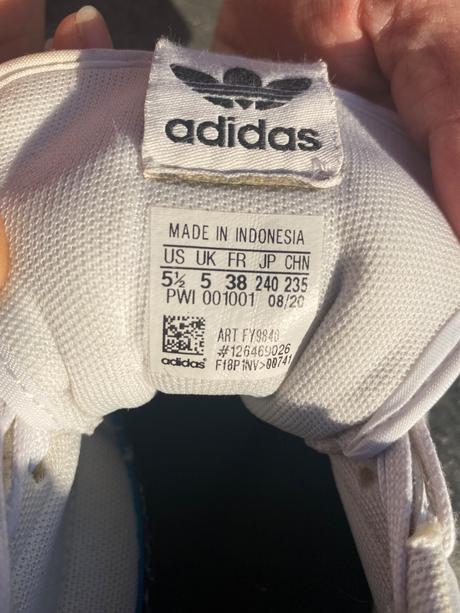 adidas
MADE IN INDONESIA
US UK FR JP CHN
5½ 5 38 240 235
PWI 001001 08/20
ART FY9840
#126469026
adidas
F18P1NV>00741